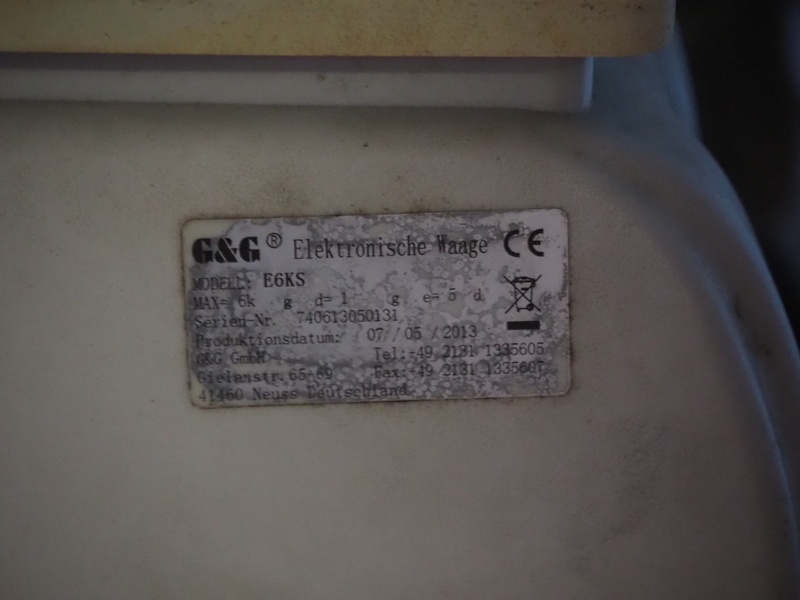 G&G® Elektronische Waage CE
MODELL: E6KS
MAX= 6k g d= 1 g e= 5 d
Serien-Nr. 740613050131
Produktionsdatum: 07/05/2013
G&G GmbH Tel:+49 2131 1335605
Gielanstr.65-69 Fax:+49 2131 1335607
41460 Neuss Deutschland